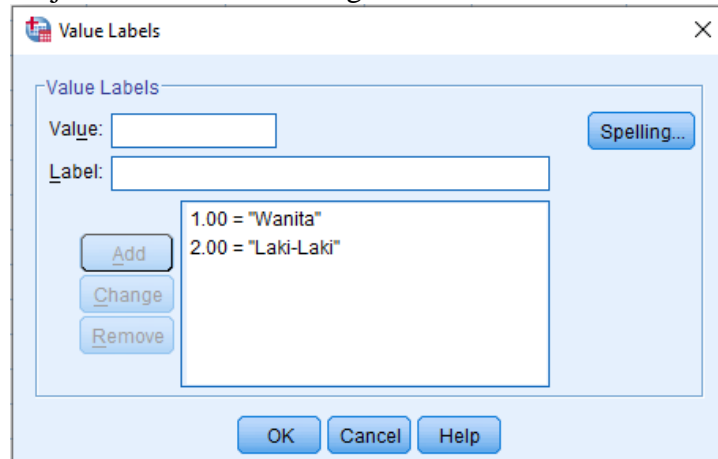 Value Labels
Value Labels
Value:
Spelling...
Label:
1.00 = "Wanita"
2.00 = "Laki-Laki"
Add
Change
Remove
OK Cancel Help